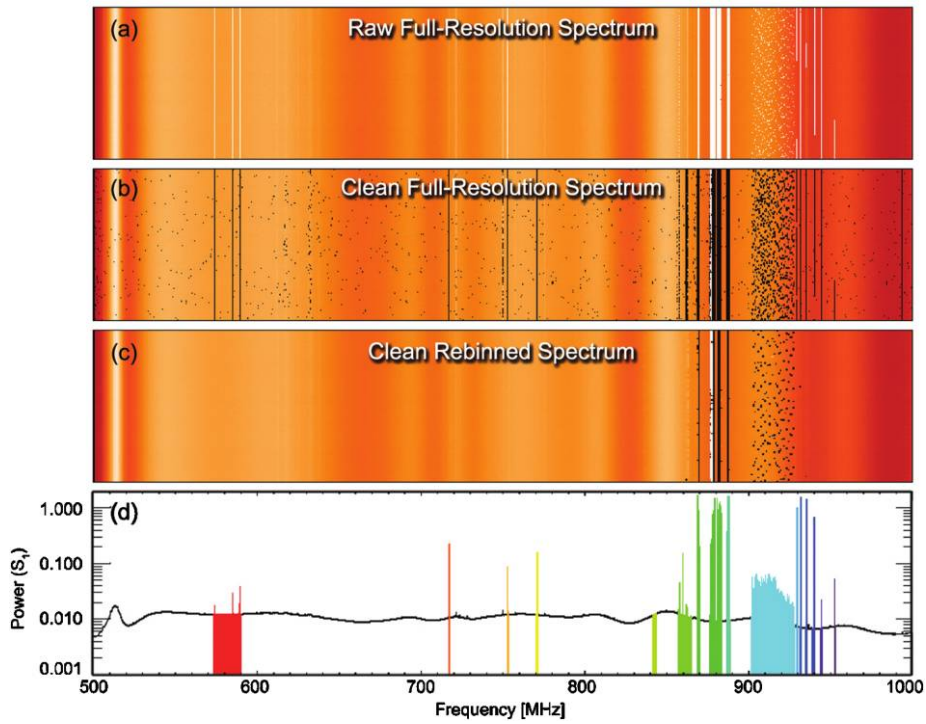 (a) Raw Full-Resolution Spectrum
(b) Clean Full-Resolution Spectrum
(c) Clean Rebinned Spectrum
(d)
Power (S₁)
1.000
0.100
0.010
0.001
500 600 700 800 900 1000
Frequency [MHz]